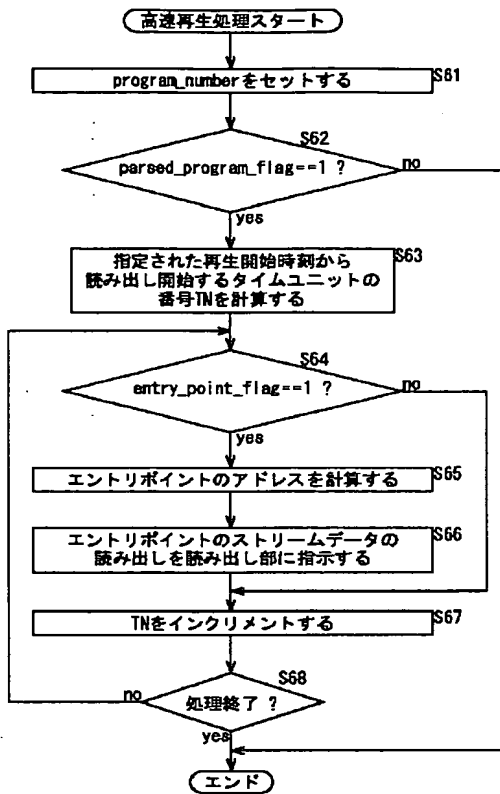 高速再生処理スタート
program_numberをセットする
S61
S62
parsed_program_flag==1 ?
no
yes
指定された再生開始時刻から
読み出し開始するタイムユニットの
番号TNを計算する
S63
S64
entry_point_flag==1 ?
no
yes
エントリポイントのアドレスを計算する
S65
エントリポイントのストリームデータの
読み出しを読み出し部に指示する
S66
TNをインクリメントする
S67
S68
処理終了 ?
no
yes
エンド